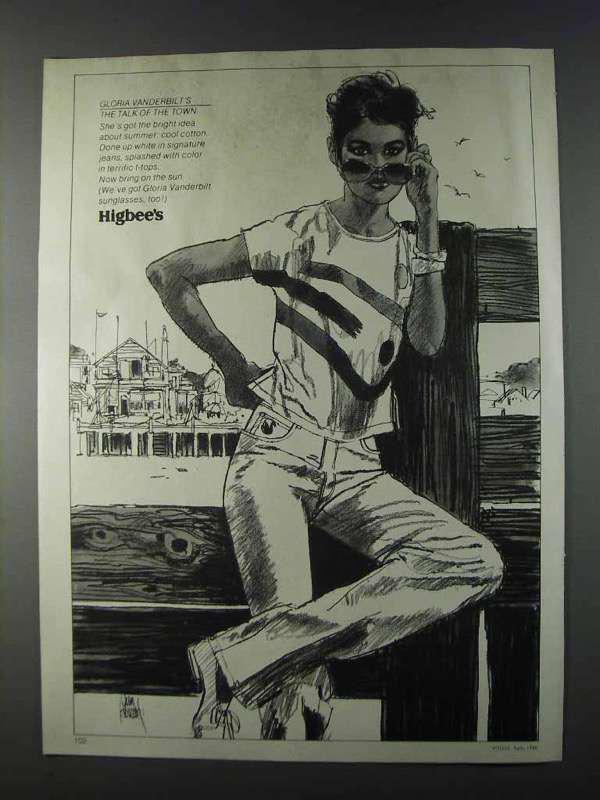 GLORIA VANDERBILT'S
THE TALK OF THE TOWN.
She's got the bright idea
about summer: cool cotton.
Done up white in signature
jeans, splashed with color
in terrific t-tops.
Now bring on the sun.
(We've got Gloria Vanderbilt
sunglasses, too!)
Higbee's
102